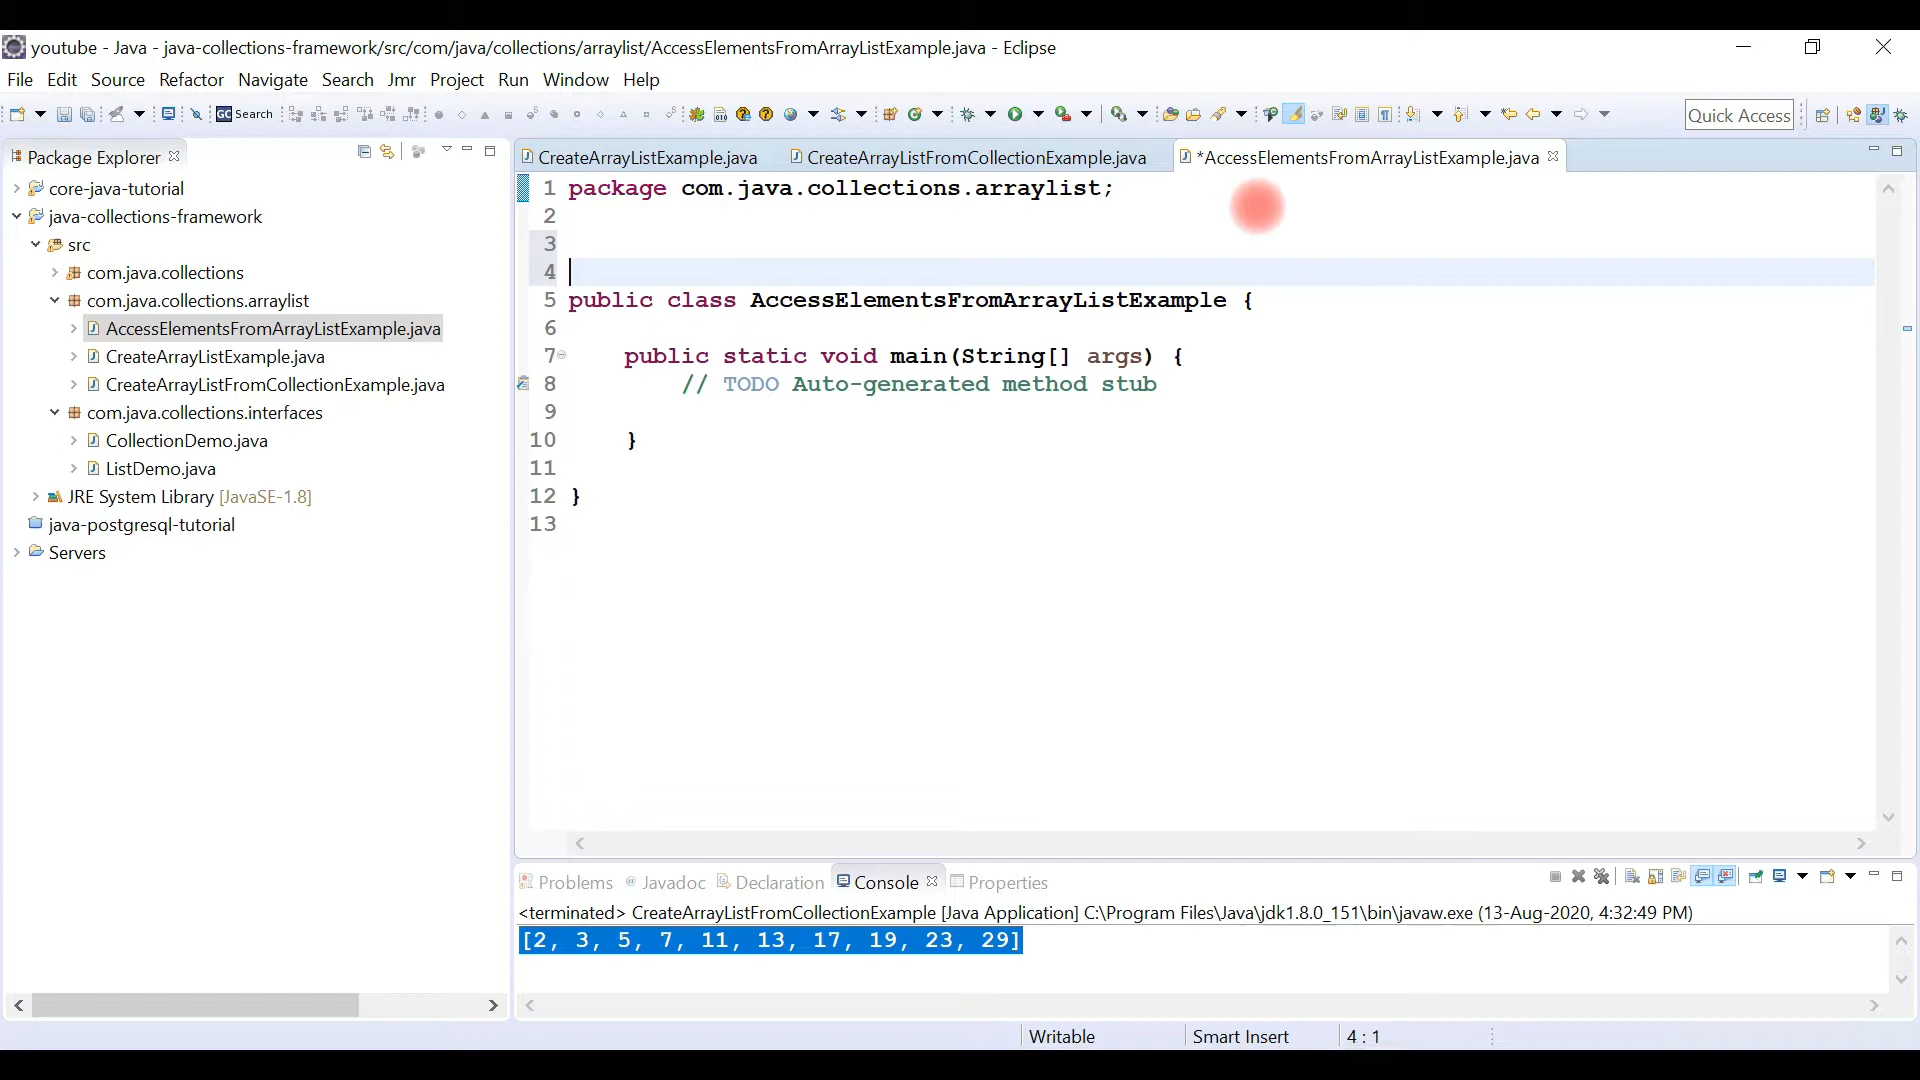 youtube - Java - java-collections-framework/src/com/java/collections/arraylist/AccessElementsFromArrayListExample.java - Eclipse
File Edit Source Refactor Navigate Search Jmr Project Run Window Help
GC Search Quick Access
Package Explorer
core-java-tutorial
java-collections-framework
src
com.java.collections
com.java.collections.arraylist
AccessElementsFromArrayListExample.java
CreateArrayListExample.java
CreateArrayListFromCollectionExample.java
com.java.collections.interfaces
CollectionDemo.java
ListDemo.java
JRE System Library [JavaSE-1.8]
java-postgresql-tutorial
Servers
CreateArrayListExample.java CreateArrayListFromCollectionExample.java *AccessElementsFromArrayListExample.java
1 package com.java.collections.arraylist;
2
3
4
5 public class AccessElementsFromArrayListExample {
6
7 public static void main(String[] args) {
8 // TODO Auto-generated method stub
9
10 }
11
12 }
13
Problems Javadoc Declaration Console Properties
<terminated> CreateArrayListFromCollectionExample [Java Application] C:\Program Files\Java\jdk1.8.0_151\bin\javaw.exe (13-Aug-2020, 4:32:49 PM)
[2, 3, 5, 7, 11, 13, 17, 19, 23, 29]
Writable Smart Insert 4 : 1